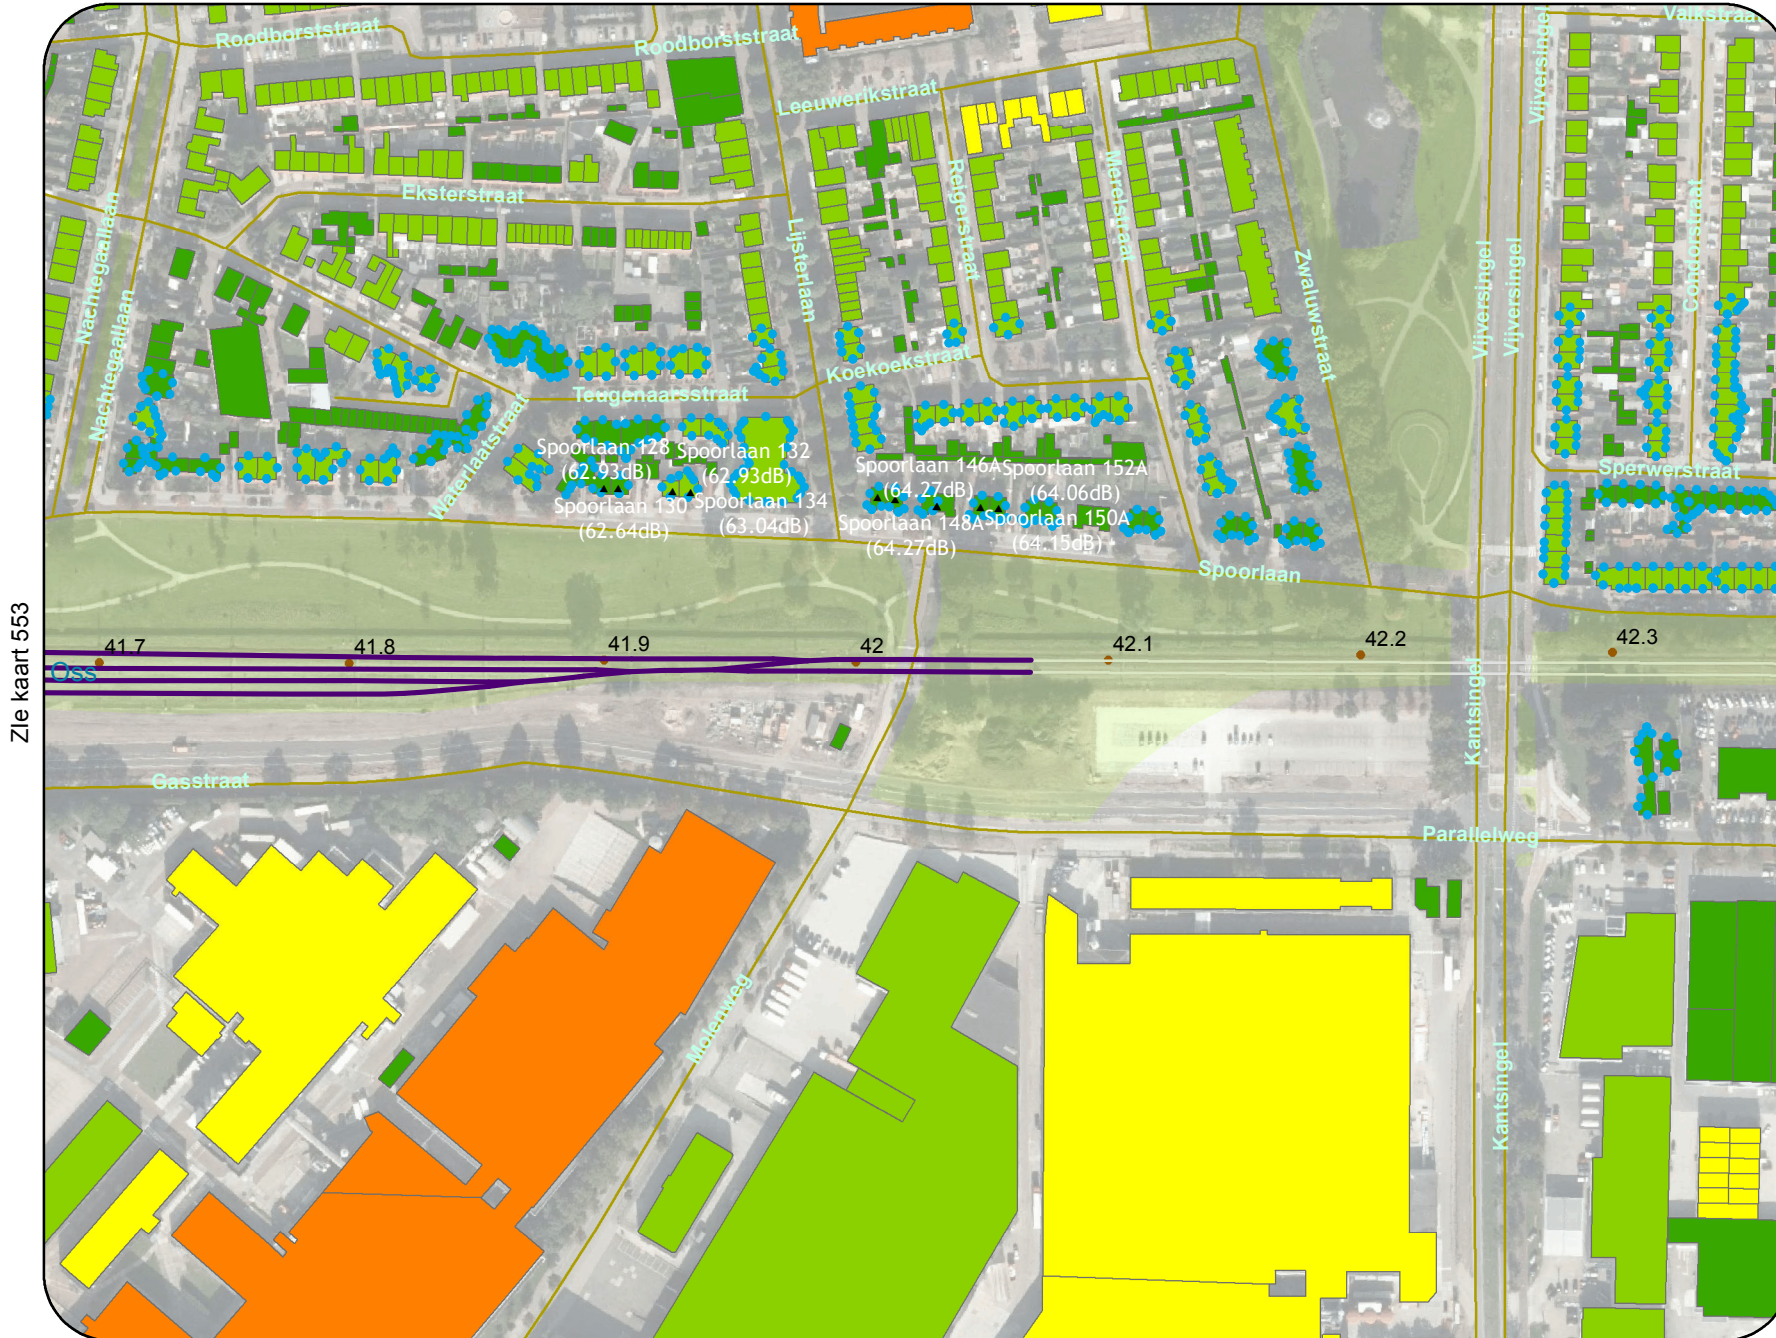 Roodborststraat
Roodborststraat
Valkstraat
Leeuwerikstraat
Vijversingel
Nachtegaallaan
Eksterstraat
Reigerstraat
Merelstraat
Lijsterlaan
Zwaluwstraat
Condorstraat
Vijversingel
Vijversingel
Nachtegaallaan
Koekoekstraat
Teugenaarsstraat
Waterlaatstraat
Sperwerstraat
Spoorlaan 128
(62.93dB)
Spoorlaan 132
(62.93dB)
Spoorlaan 130
(62.64dB)
Spoorlaan 134
(63.04dB)
Spoorlaan 146A
(64.27dB)
Spoorlaan 152A
(64.06dB)
Spoorlaan 148A
(64.27dB)
Spoorlaan 150A
(64.15dB)
Spoorlaan
ZIe kaart 553
41.7
41.8
41.9
42
42.1
42.2
42.3
Oss
Kantsingel
Gasstraat
Parallelweg
Molenweg
Kantsingel